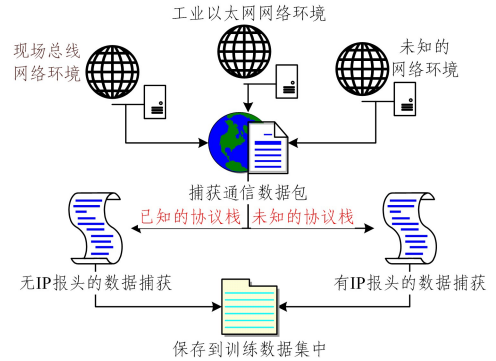 工业以太网网络环境
现场总线
网络环境
未知的
网络环境
捕获通信数据包
已知的协议栈
未知的协议栈
无IP报头的数据捕获
有IP报头的数据捕获
保存到训练数据集中